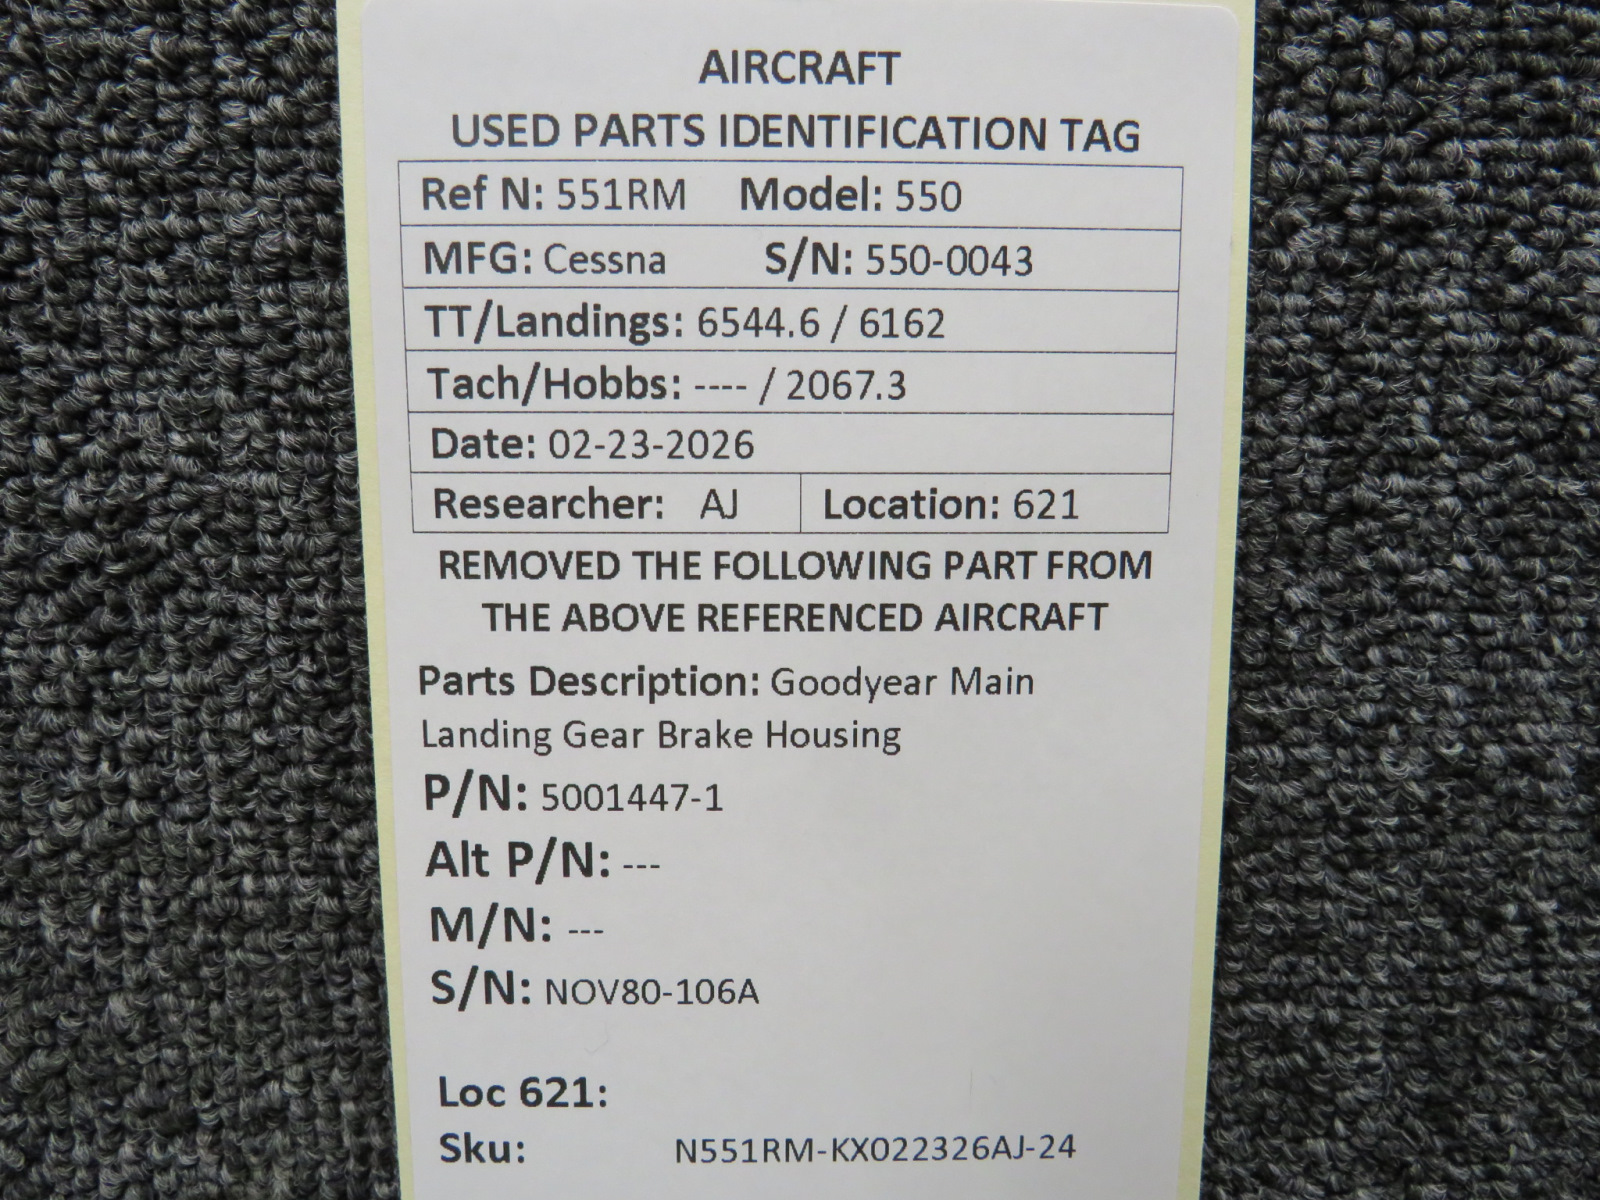 AIRCRAFT
USED PARTS IDENTIFICATION TAG
Ref N: 551RM Model: 550
MFG: Cessna S/N: 550-0043
TT/Landings: 6544.6 / 6162
Tach/Hobbs: ---- / 2067.3
Date: 02-23-2026
Researcher: AJ Location: 621
REMOVED THE FOLLOWING PART FROM
THE ABOVE REFERENCED AIRCRAFT
Parts Description: Goodyear Main
Landing Gear Brake Housing
P/N: 5001447-1
Alt P/N: ---
M/N: ---
S/N: NOV80-106A
Loc 621:
Sku: N551RM-KX022326AJ-24